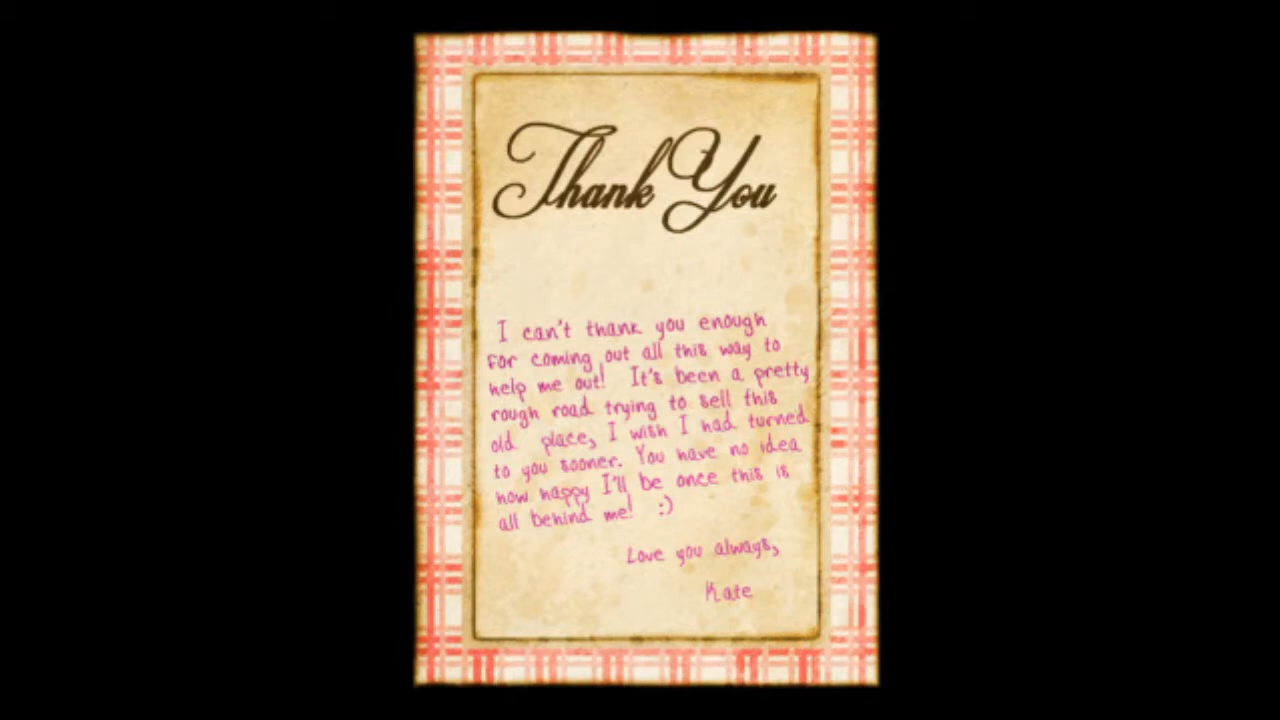 Thank You
I can't thank you enough
for coming out all this way to
help me out! It's been a pretty
rough road trying to sell this
old place, I wish I had turned
to you sooner. You have no idea
how happy I'll be once this is
all behind me! :)
Love you always,
Kate